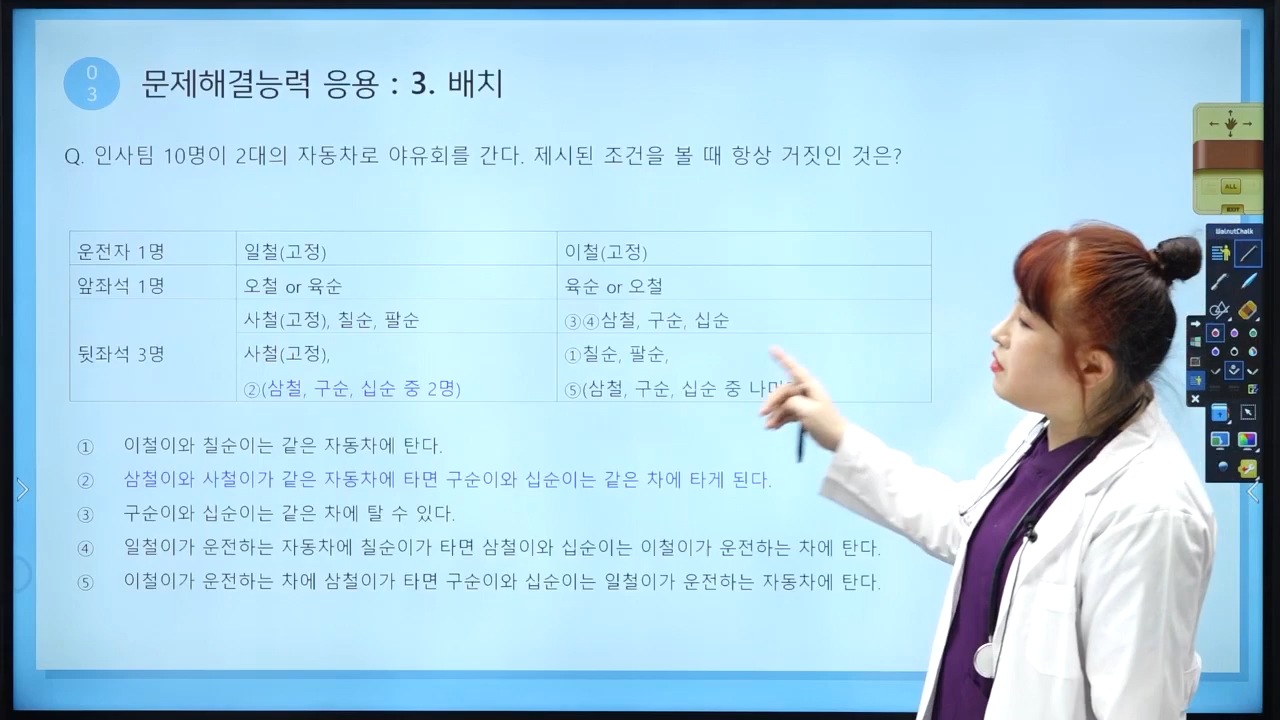 0
3
문제해결능력 응용 : 3. 배치
Q. 인사팀 10명이 2대의 자동차로 야유회를 간다. 제시된 조건을 볼 때 항상 거짓인 것은?
운전자 1명 일철(고정) 이철(고정)
앞좌석 1명 오철 or 육순 육순 or 오철
사철(고정), 칠순, 팔순 ③④삼철, 구순, 십순
뒷좌석 3명 사철(고정), ①칠순, 팔순,
②(삼철, 구순, 십순 중 2명) ⑤(삼철, 구순, 십순 중
① 이철이와 칠순이는 같은 자동차에 탄다.
② 삼철이와 사철이가 같은 자동차에 타면 구순이와 십순이는 같은 차에 타게 된다.
③ 구순이와 십순이는 같은 차에 탈 수 있다.
④ 일철이가 운전하는 자동차에 칠순이가 타면 삼철이와 십순이는 이철이가 운전하는 차에 탄다.
⑤ 이철이가 운전하는 차에 삼철이가 타면 구순이와 십순이는 일철이가 운전하는 자동차에 탄다.
ALL
EXIT
WalnutChalk